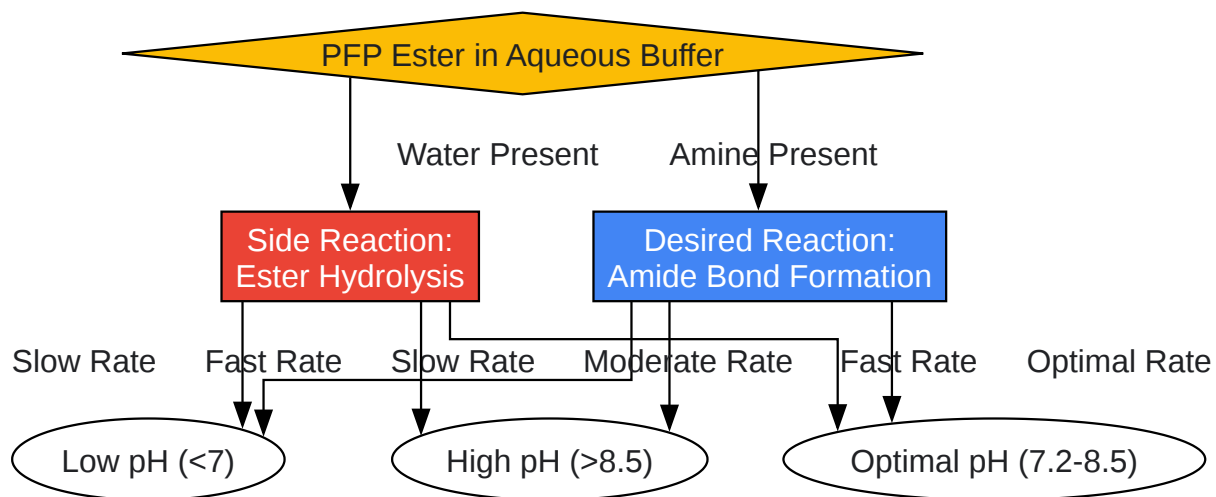 PFP Ester in Aqueous Buffer
Water Present
Amine Present
Side Reaction:
Ester Hydrolysis
Desired Reaction:
Amide Bond Formation
Slow Rate
Fast Rate
Slow Rate
Moderate Rate
Fast Rate
Optimal Rate
Low pH (<7)
High pH (>8.5)
Optimal pH (7.2-8.5)